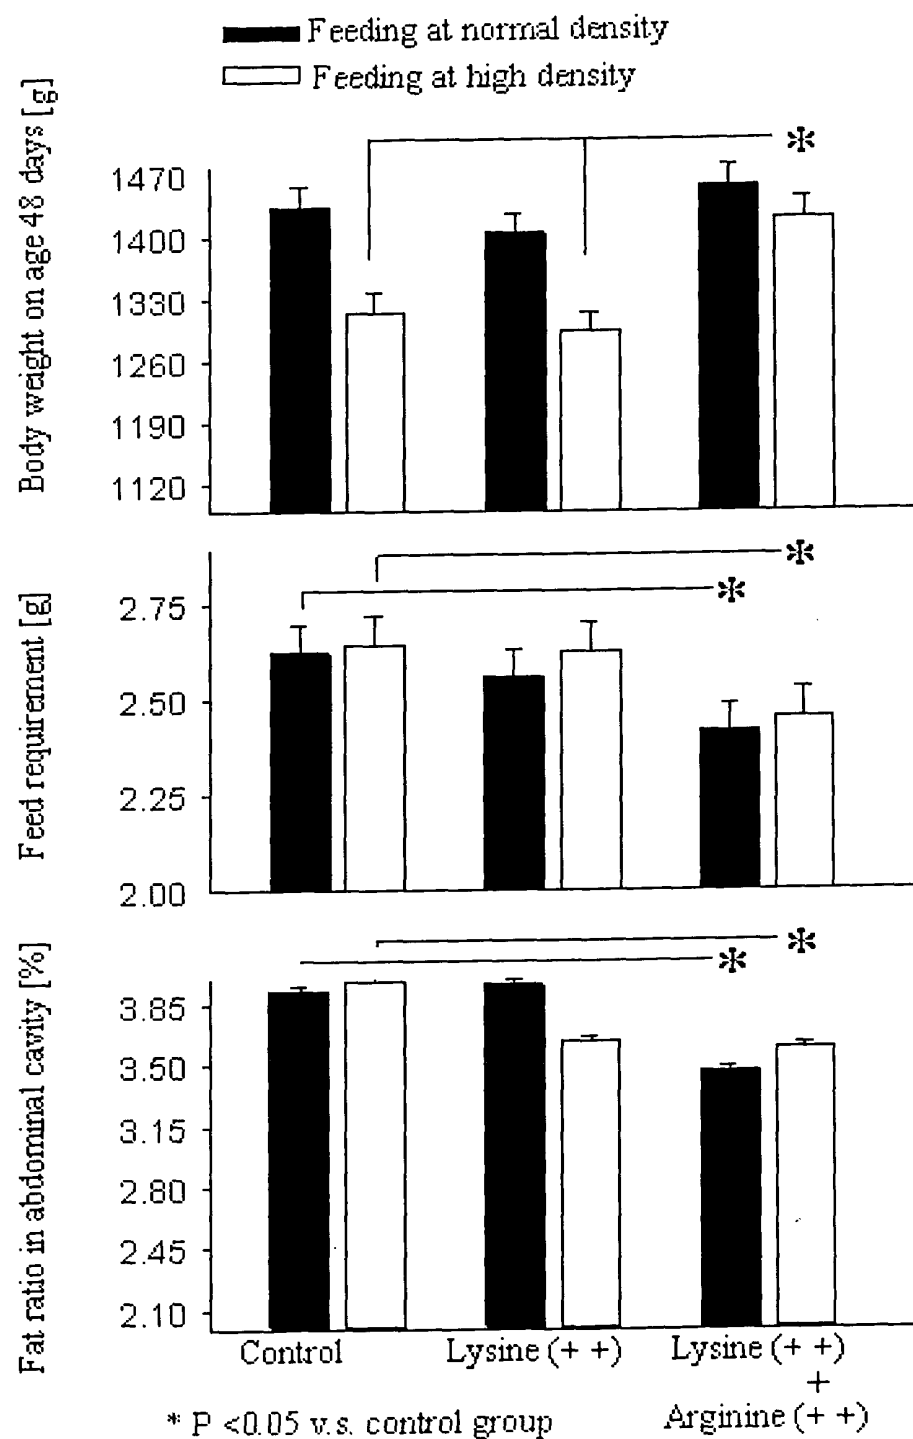 Feeding at normal density
Feeding at high density
Body weight on age 48 days [g]
1470
1400
1330
1260
1190
1120
*
Feed requirement [g]
2.75
2.50
2.25
2.00
*
*
Fat ratio in abdominal cavity [%]
3.85
3.50
3.15
2.80
2.45
2.10
*
*
Control
Lysine (+ +)
Lysine (+ +)
+
Arginine (+ +)
* P <0.05 v.s. control group